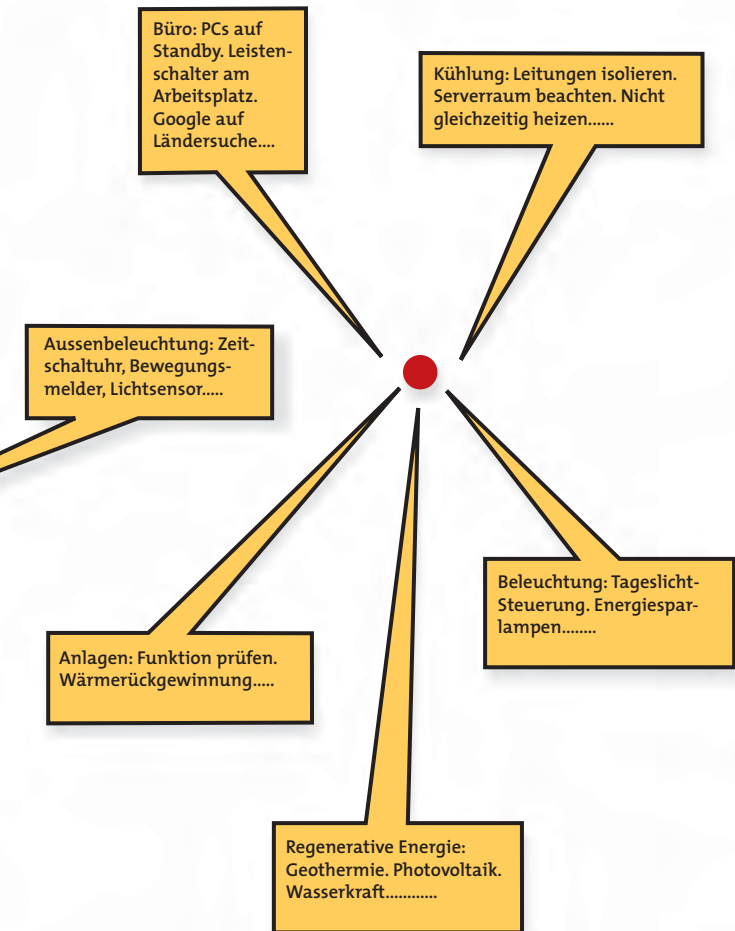 Büro: PCs auf
Standby. Leisten-
schalter am
Arbeitsplatz.
Google auf
Ländersuche....
Kühlung: Leitungen isolieren.
Serverraum beachten. Nicht
gleichzeitig heizen......
Aussenbeleuchtung: Zeit-
schaltuhr, Bewegungs-
melder, Lichtsensor.....
Beleuchtung: Tageslicht-
Steuerung. Energiespar-
lampen........
Anlagen: Funktion prüfen.
Wärmerückgewinnung.....
Regenerative Energie:
Geothermie. Photovoltaik.
Wasserkraft............